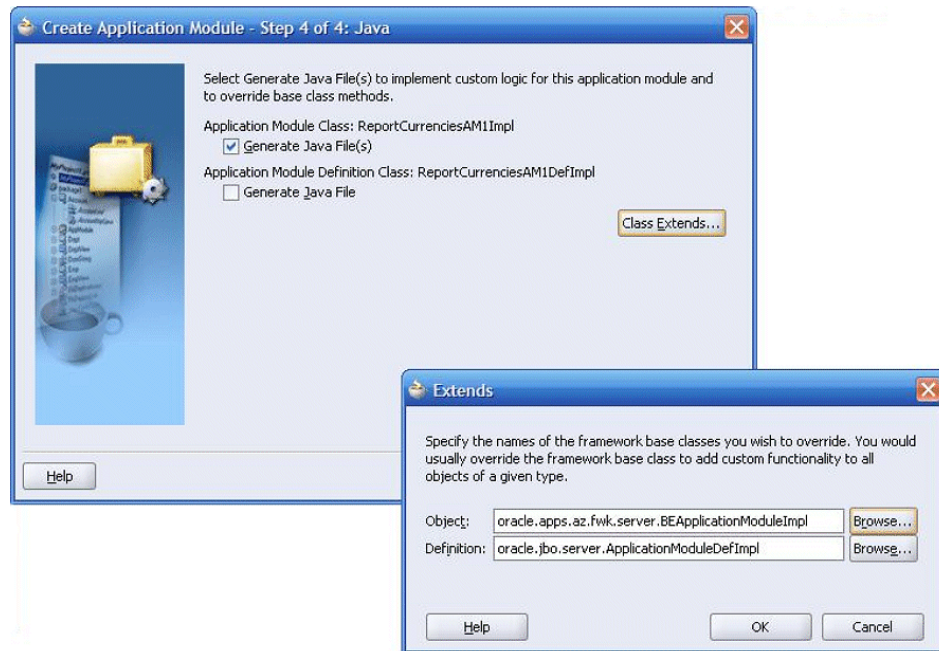 Create Application Module - Step 4 of 4: Java
Select Generate Java File(s) to implement custom logic for this application module and
to override base class methods.
Application Module Class: ReportCurrenciesAM1Impl
Generate Java File(s)
Application Module Definition Class: ReportCurrenciesAM1DefImpl
Generate Java File
Class Extends...
Help
Extends
Specify the names of the framework base classes you wish to override. You would
usually override the framework base class to add custom functionality to all
objects of a given type.
Object: oracle.apps.az.fwk.server.BEApplicationModuleImpl Browse...
Definition: oracle.jbo.server.ApplicationModuleDefImpl Browse...
Help OK Cancel